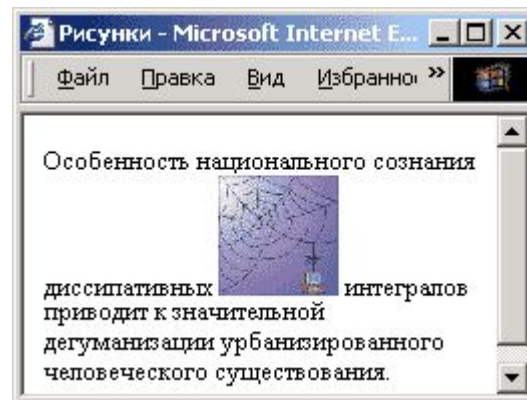 Рисунки - Microsoft Internet E...
Файл Правка Вид Избранно »
Особенность национального сознания
диссипативных интегралов
приводит к значительной
дегуманизации урбанизированного
человеческого существования.